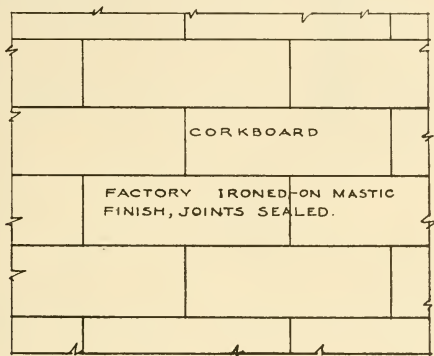 CORKBOARD
FACTORY IRONED-ON MASTIC
FINISH, JOINTS SEALED.